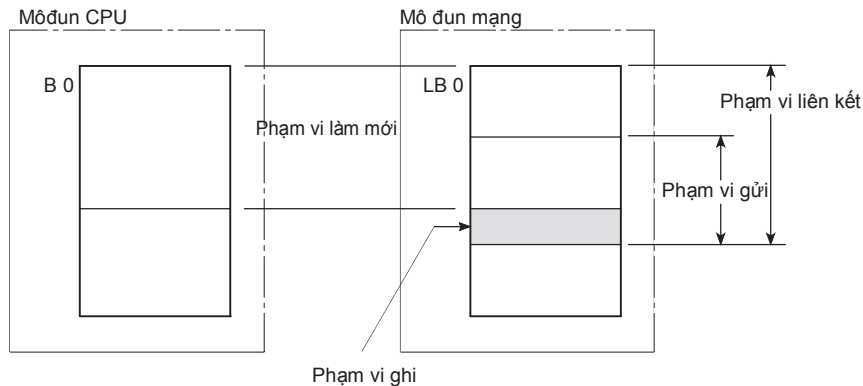 Môđun CPU
Mô đun mạng
B 0
LB 0
Phạm vi liên kết
Phạm vi làm mới
Phạm vi gửi
Phạm vi ghi